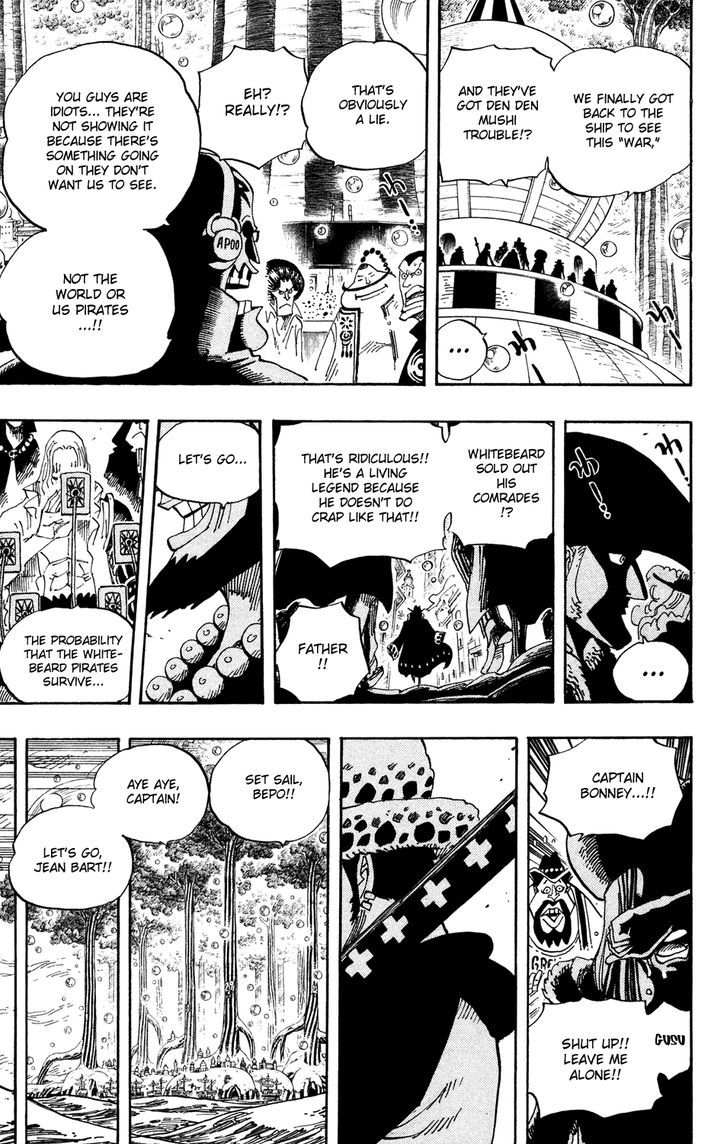 WE FINALLY GOT
BACK TO THE
SHIP TO SEE
THIS "WAR,"
AND THEY'VE
GOT DEN DEN
MUSHI
TROUBLE!?
...
THAT'S
OBVIOUSLY
A LIE.
EH?
REALLY!?
YOU GUYS ARE
IDIOTS... THEY'RE
NOT SHOWING IT
BECAUSE THERE'S
SOMETHING GOING
ON THEY DON'T
WANT US TO SEE.
APOO
NOT THE
WORLD OR
US PIRATES
...!!
...
WHITEBEARD
SOLD OUT
HIS
COMRADES
!?
THAT'S RIDICULOUS!!
HE'S A LIVING
LEGEND BECAUSE
HE DOESN'T DO
CRAP LIKE THAT!!
FATHER
!!
LET'S GO...
THE PROBABILITY
THAT THE WHITE-
BEARD PIRATES
SURVIVE...
CAPTAIN
BONNEY...!!
GRE
GUSU
SHUT UP!!
LEAVE ME
ALONE!!
SET SAIL,
BEPO!!
AYE AYE,
CAPTAIN!
LET'S GO,
JEAN BART!!